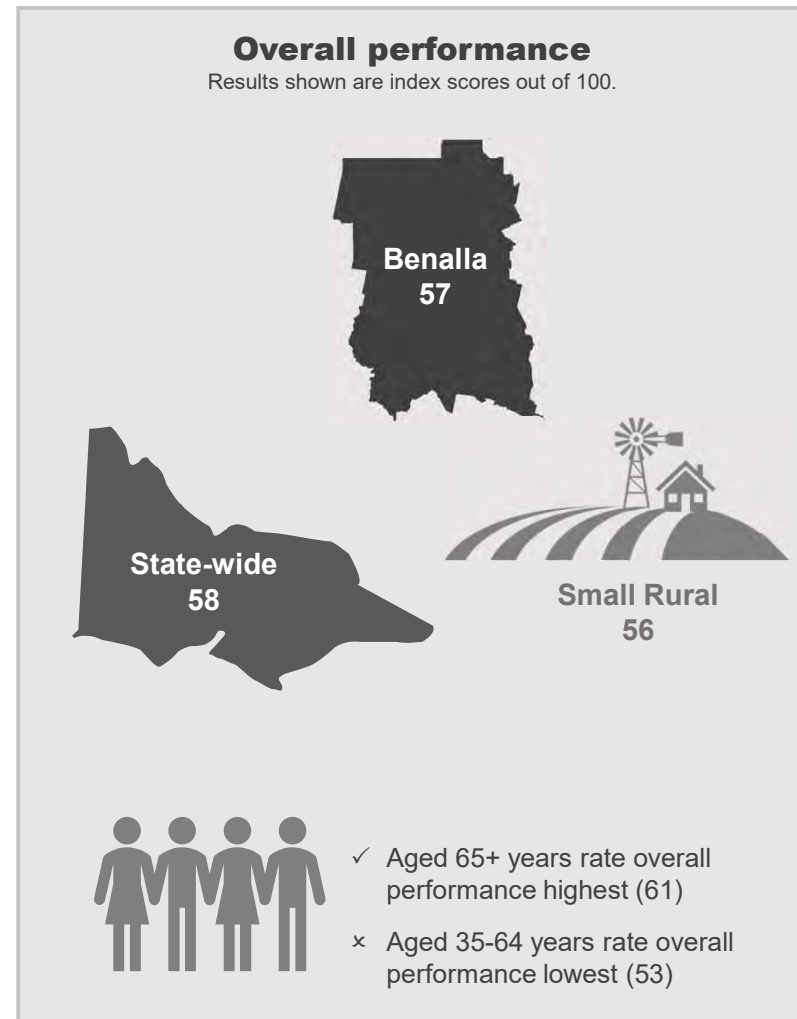 Overall performance
Results shown are index scores out of 100.
Benalla
57
State-wide
58
Small Rural
56
✓ Aged 65+ years rate overall
performance highest (61)
× Aged 35-64 years rate overall
performance lowest (53)